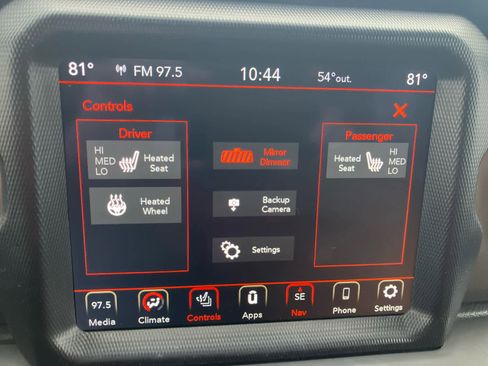 81° FM 97.5 10:44 54°out. 81°
Controls
Driver
HI
MED
LO
Heated
Seat
Heated
Wheel
Mirror
Dimmer
Backup
Camera
Settings
Passenger
Heated
Seat
HI
MED
LO
97.5
Media
Climate
Controls
Apps
SE
Nav
Phone
Settings